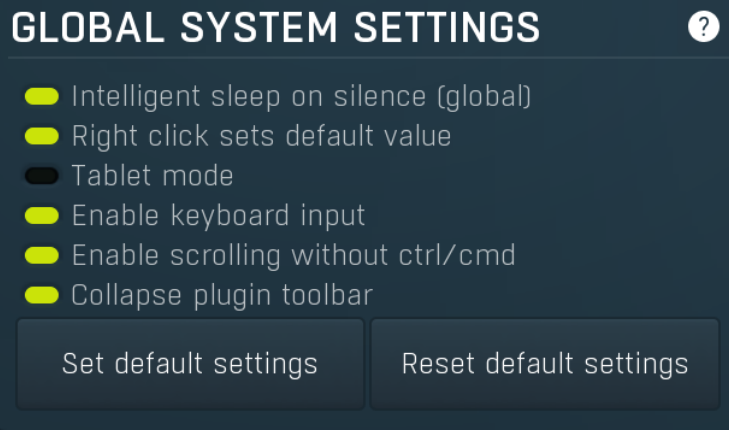 GLOBAL SYSTEM SETTINGS ?
Intelligent sleep on silence (global)
Right click sets default value
Tablet mode
Enable keyboard input
Enable scrolling without ctrl/cmd
Collapse plugin toolbar
Set default settings Reset default settings